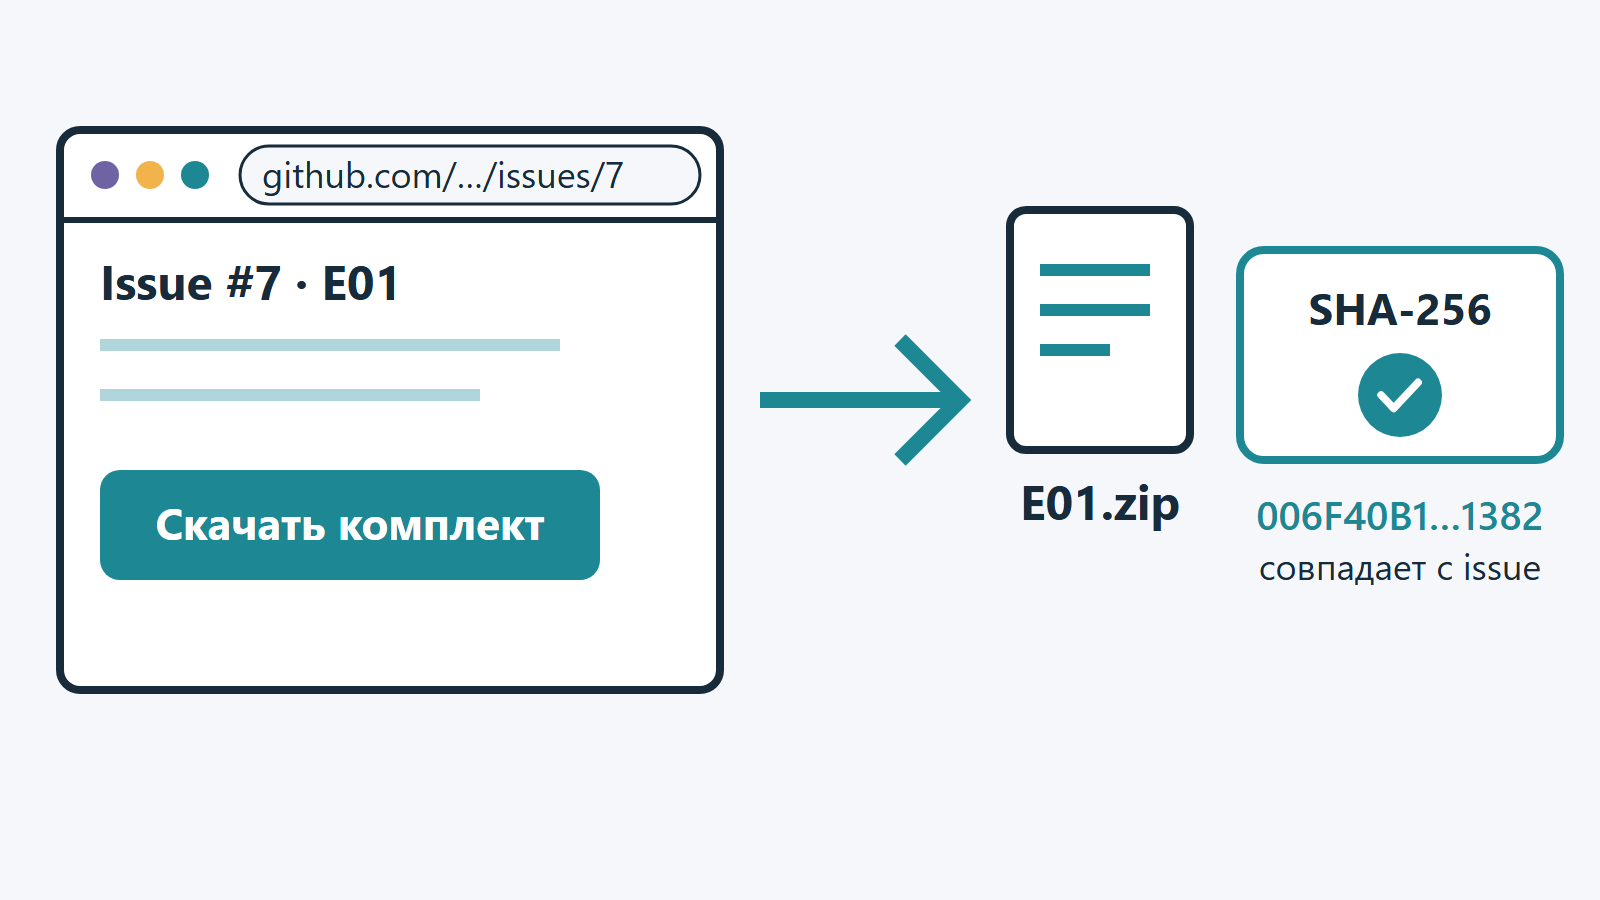 github.com/.../issues/7
Issue #7 · E01
Скачать комплект
E01.zip
SHA-256
006F40B1...1382
совпадает с issue